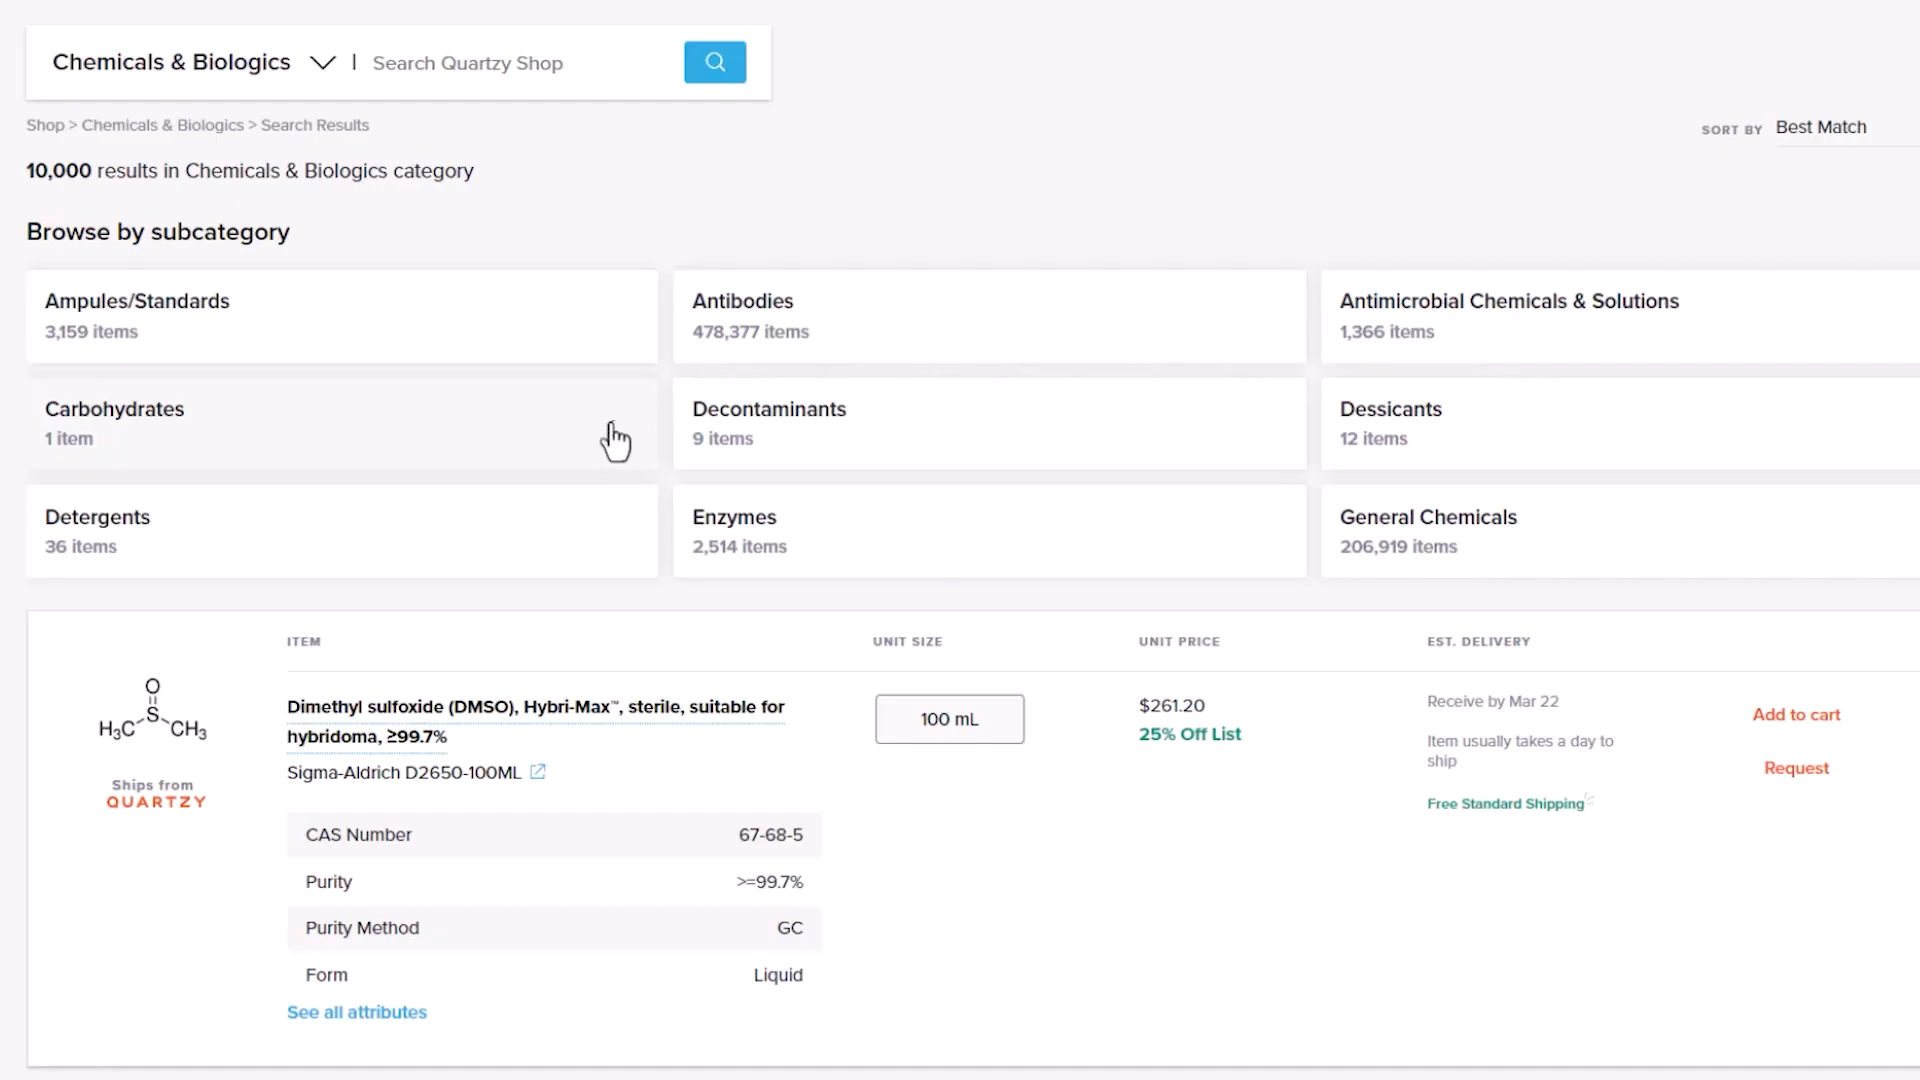 Chemicals & Biologics | Search Quartzy Shop
Shop > Chemicals & Biologics > Search Results
SORT BY Best Match
10,000 results in Chemicals & Biologics category
Browse by subcategory
Ampules/Standards
3,159 items
Antibodies
478,377 items
Antimicrobial Chemicals & Solutions
1,366 items
Carbohydrates
1 item
Decontaminants
9 items
Dessicants
12 items
Detergents
36 items
Enzymes
2,514 items
General Chemicals
206,919 items
ITEM UNIT SIZE UNIT PRICE EST. DELIVERY
O
S
H₃C CH₃
Ships from
QUARTZY
Dimethyl sulfoxide (DMSO), Hybri-Max™, sterile, suitable for
hybridoma, ≥99.7%
Sigma-Aldrich D2650-100ML
100 mL
$261.20
25% Off List
Receive by Mar 22
Item usually takes a day to
ship
Free Standard Shipping
Add to cart
Request
CAS Number 67-68-5
Purity >=99.7%
Purity Method GC
Form Liquid
See all attributes